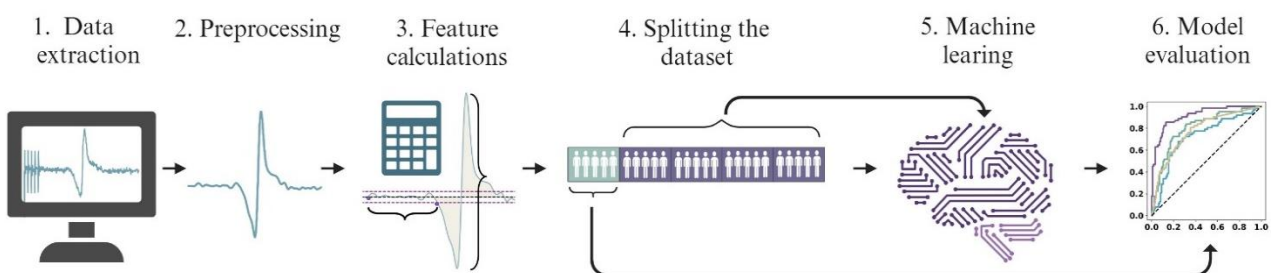 1. Data
extraction
2. Preprocessing
3. Feature
calculations
4. Splitting the
dataset
5. Machine
learing
6. Model
evaluation
1.0
0.8
0.6
0.4
0.2
0.0
0.0 0.2 0.4 0.6 0.8 1.0